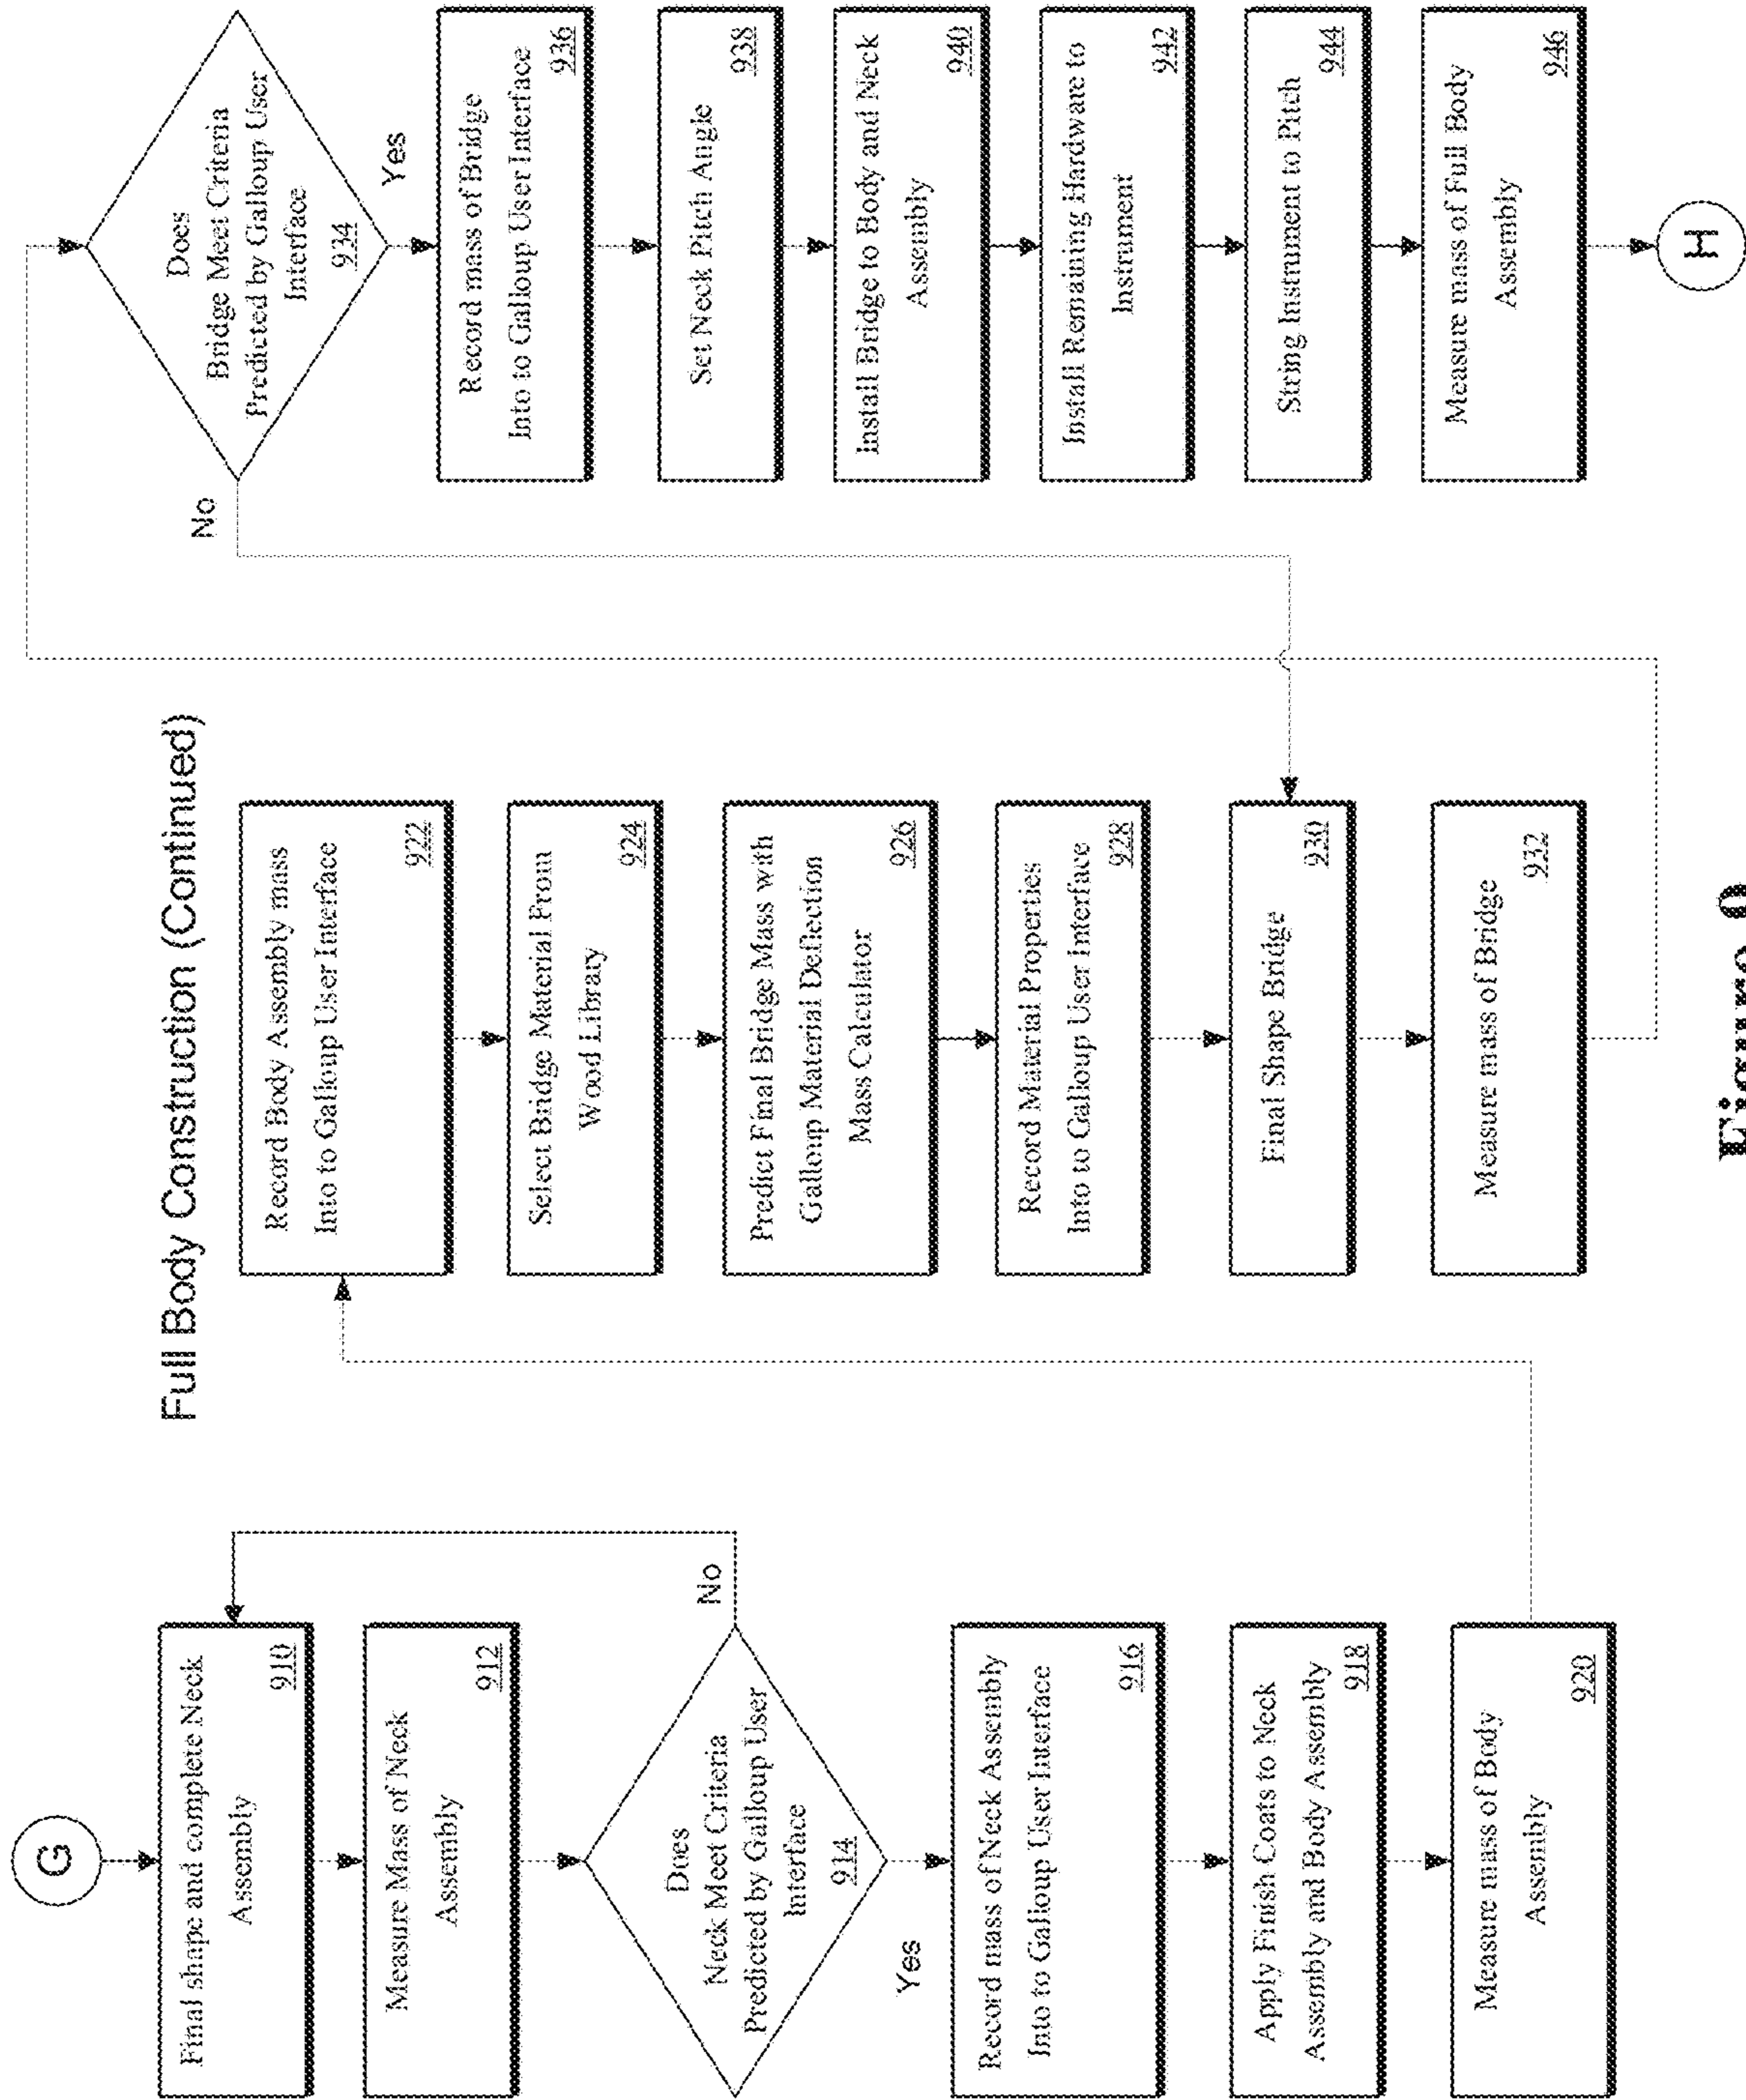 Full Body Construction (Continued)
G
Final shape and complete Neck
Assembly
910
Measure Mass of Neck
Assembly
912
Does
Neck Meet Criteria
Predicted by Galloup User
Interface
914
No
Yes
Record mass of Neck Assembly
Into to Galloup User Interface
916
Apply Finish Coats to Neck
Assembly and Body Assembly
918
Measure mass of Body
Assembly
920
Record Body Assembly mass
Into to Galloup User Interface
922
Select Bridge Material From
Wood Library
924
Predict Final Bridge Mass with
Galloup Material Deflection
Mass Calculator
926
Record Material Properties
Into to Galloup User Interface
928
Final Shape Bridge
930
Measure mass of Bridge
932
Does
Bridge Meet Criteria
Predicted by Galloup User
Interface
934
No
Yes
Record mass of Bridge
Into to Galloup User Interface
936
Set Neck Pitch Angle
938
Install Bridge to Body and Neck
Assembly
940
Install Remaining Hardware to
Instrument
942
String Instrument to Pitch
944
Measure mass of Full Body
Assembly
946
H
Figure 9